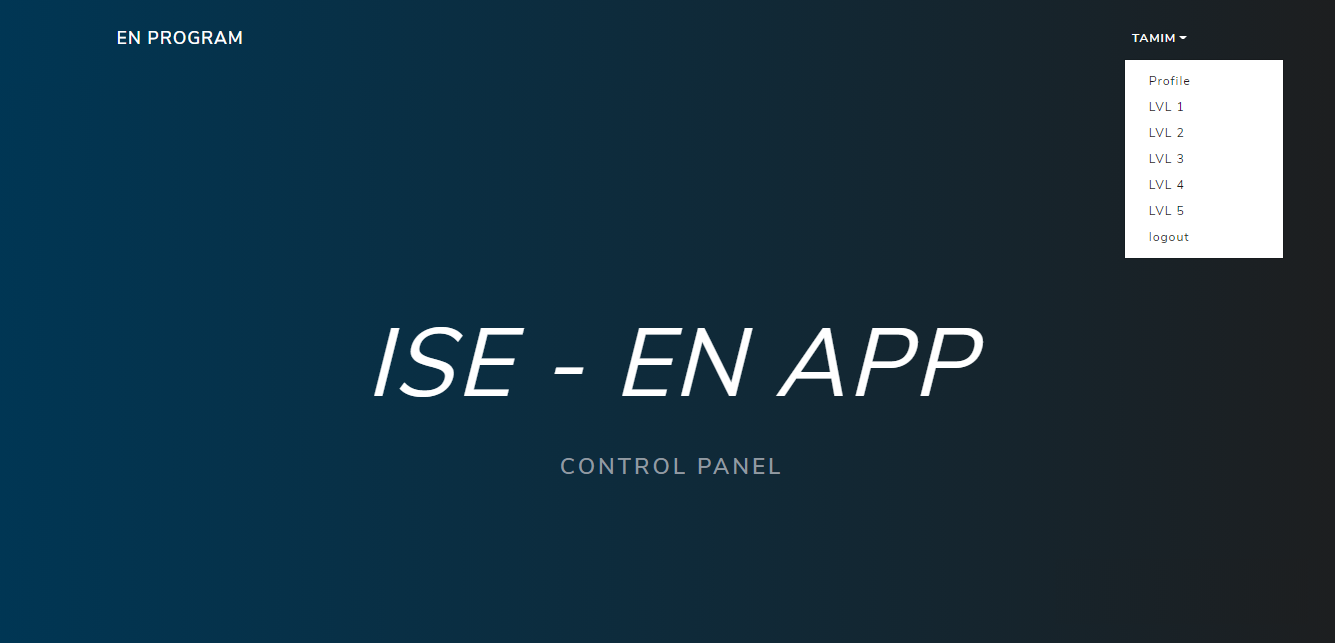 EN PROGRAM
TAMIM
Profile
LVL 1
LVL 2
LVL 3
LVL 4
LVL 5
logout
ISE - EN APP
CONTROL PANEL